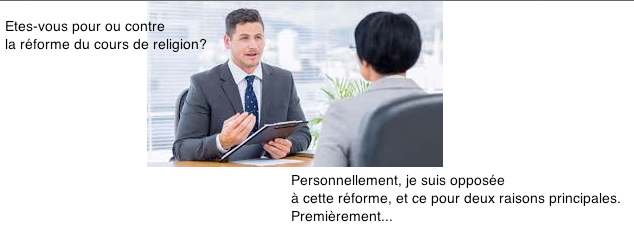 Etes-vous pour ou contre
la réforme du cours de religion?
Personnellement, je suis opposée
à cette réforme, et ce pour deux raisons principales.
Premièrement...